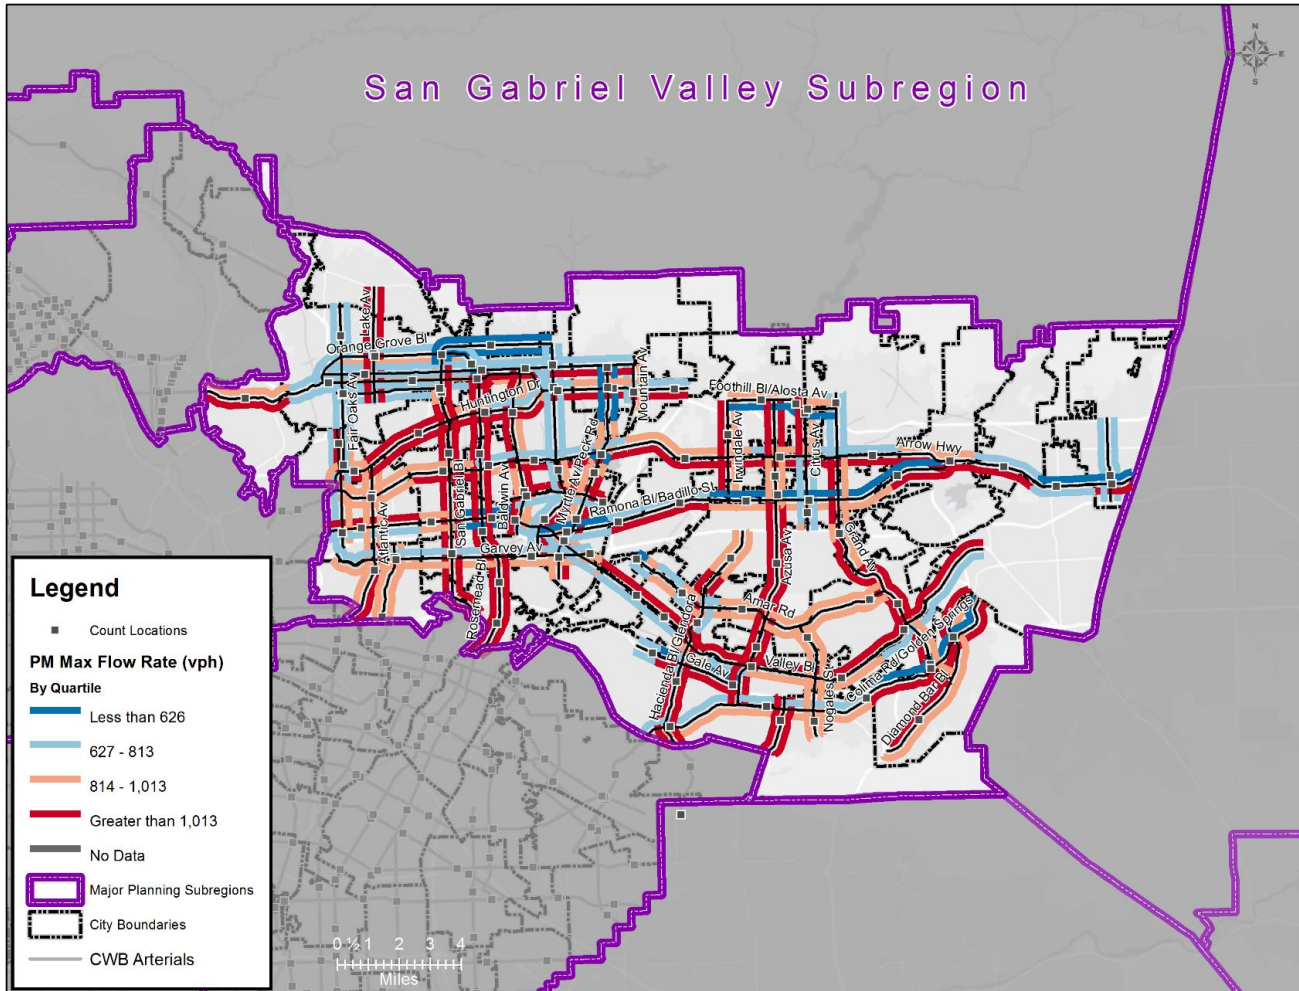 San Gabriel Valley Subregion
N
W
E
S
Lake Av
Orange Grove Bl
Fair Oaks Av
Huntington Dr
Mountain Av
Foothill Bl/Alosta Av
Irwindale Av
Citrus Av
Arrow Hwy
San Gabriel Bl
Baldwin Av
Myrtle Av/Peck Rd
Ramona Bl/Badillo St
Atlantic Av
Garvey Av
Rosemead Bl
Azusa Av
Grand Av
Amar Rd
Hacienda Bl/Glendora
Gale Av
Valley Bl
Nogales St
Colima Rd/Golden Springs
Diamond Bar Bl
Legend
Count Locations
PM Max Flow Rate (vph)
By Quartile
Less than 626
627 - 813
814 - 1,013
Greater than 1,013
No Data
Major Planning Subregions
City Boundaries
CWB Arterials
0 ½ 1 2 3 4
Miles